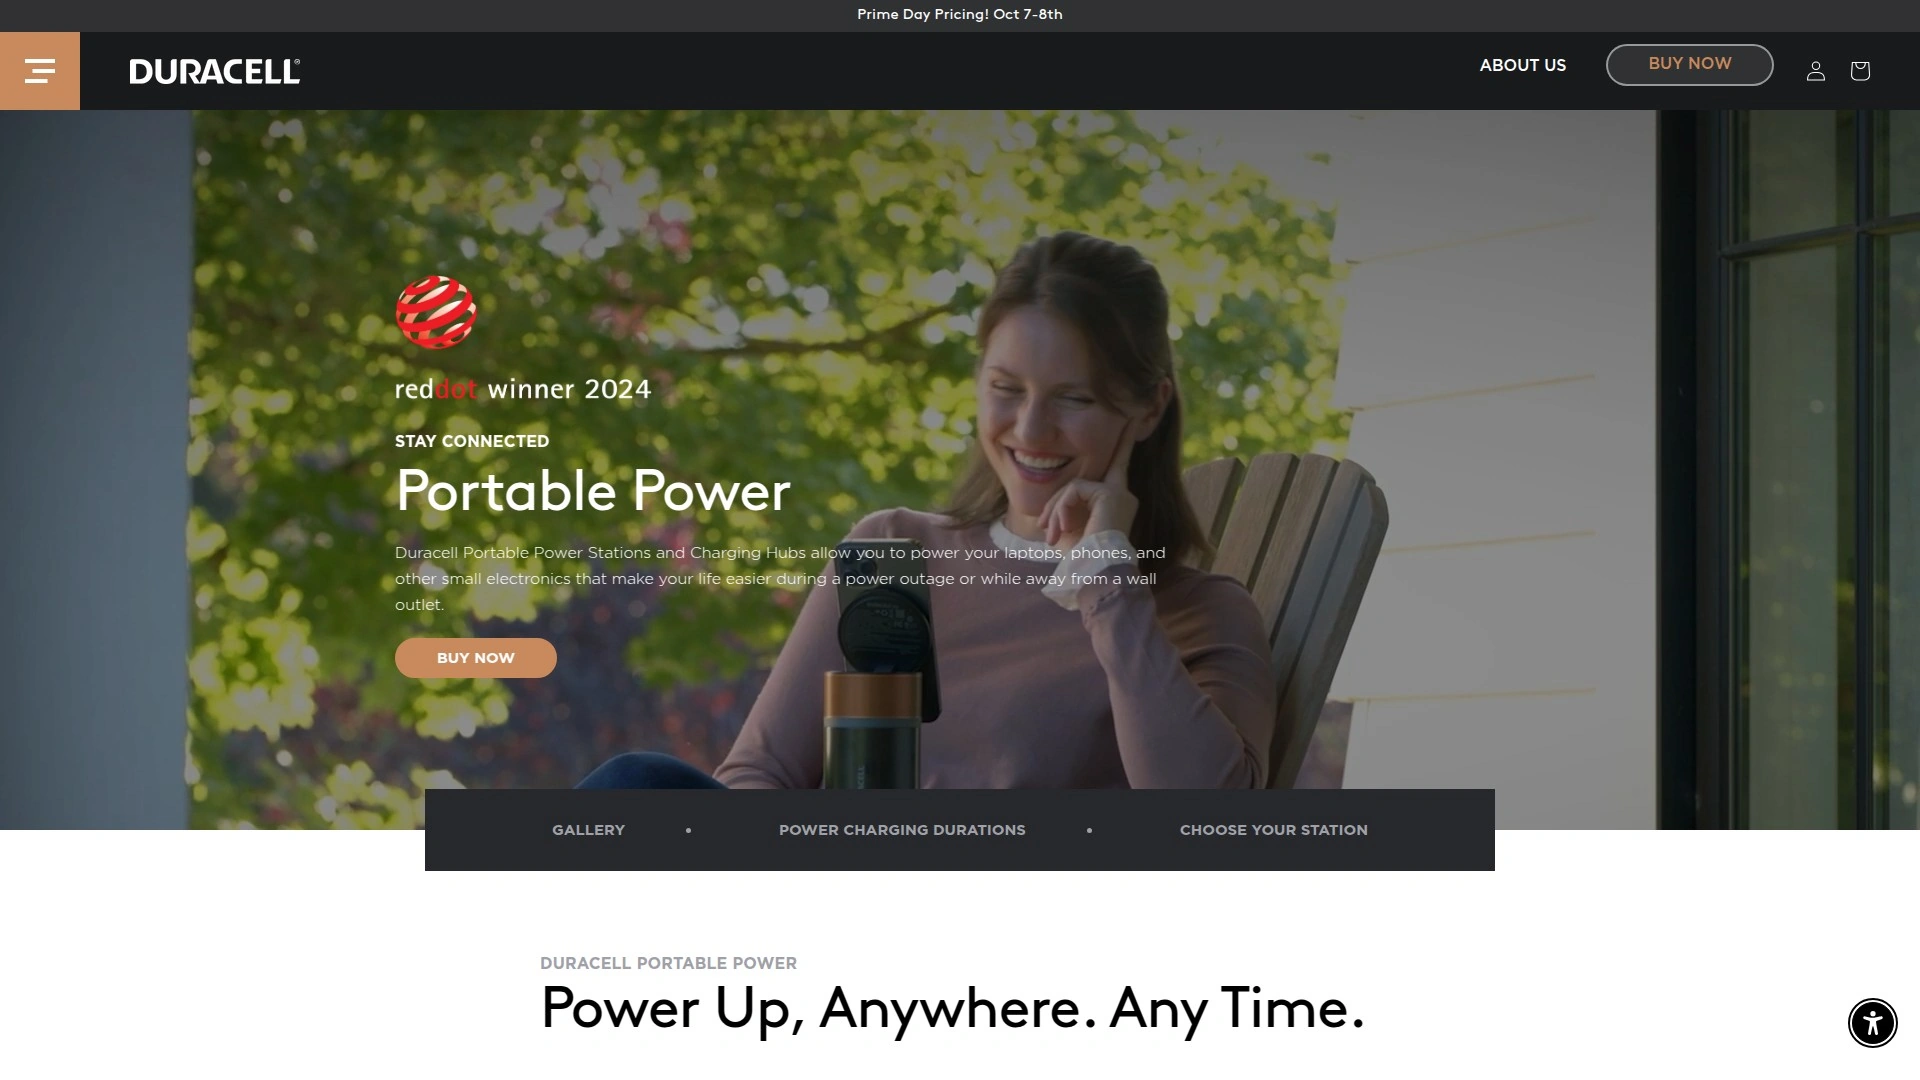 Prime Day Pricing! Oct 7-8th
DURACELL®
ABOUT US
BUY NOW
reddot winner 2024
STAY CONNECTED
Portable Power
Duracell Portable Power Stations and Charging Hubs allow you to power your laptops, phones, and
other small electronics that make your life easier during a power outage or while away from a wall
outlet.
BUY NOW
GALLERY • POWER CHARGING DURATIONS • CHOOSE YOUR STATION
DURACELL PORTABLE POWER
Power Up, Anywhere. Any Time.